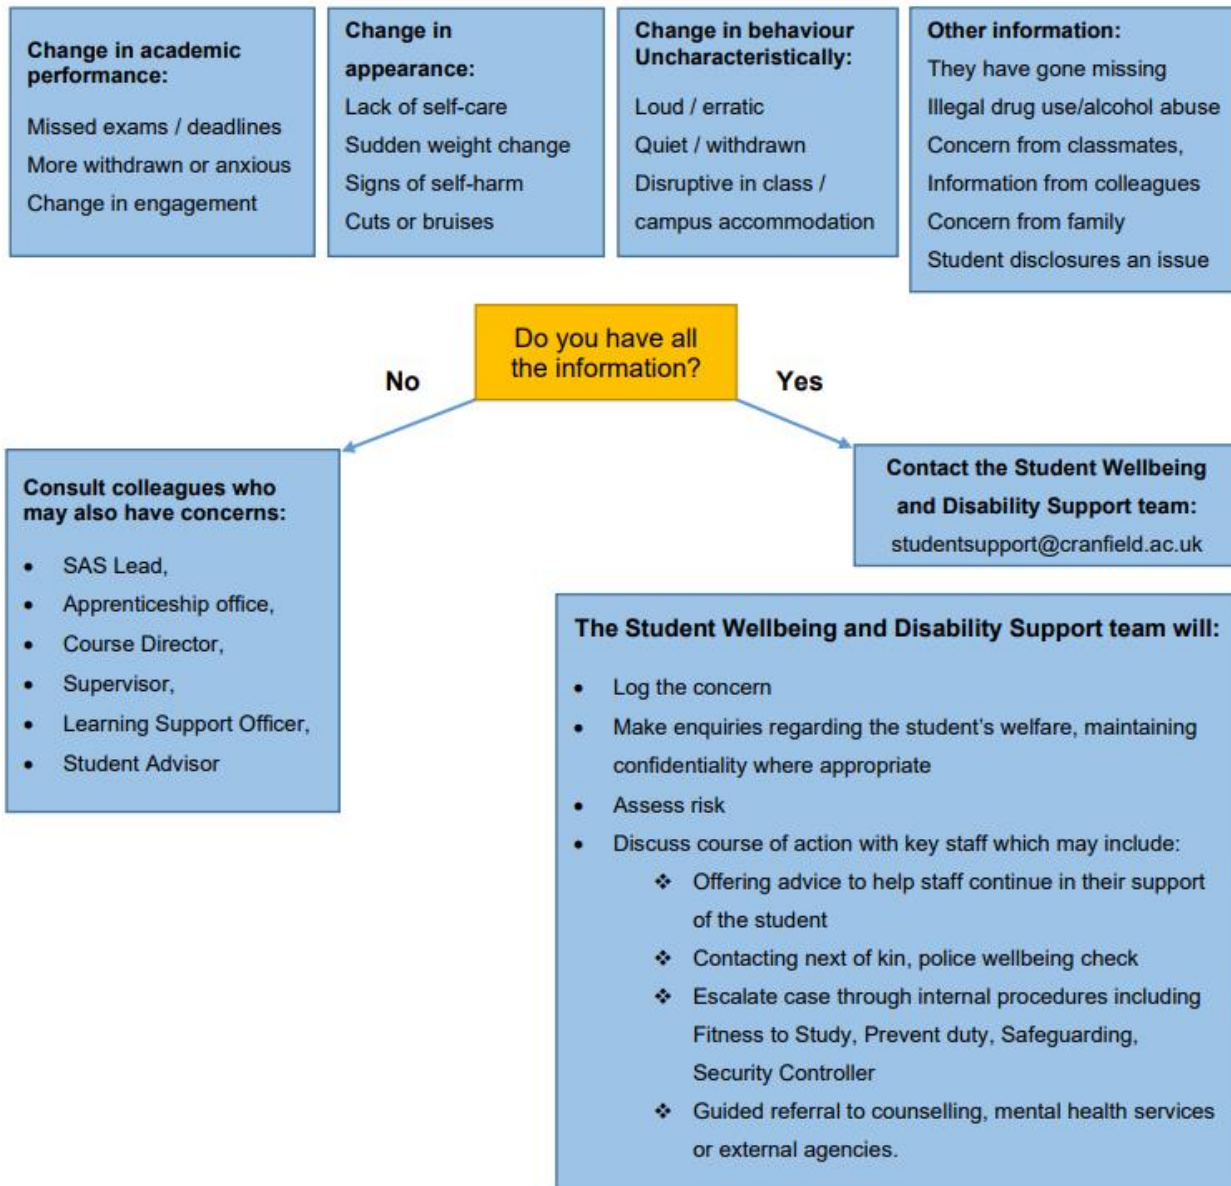 Change in academic
performance:
Missed exams / deadlines
More withdrawn or anxious
Change in engagement
Change in
appearance:
Lack of self-care
Sudden weight change
Signs of self-harm
Cuts or bruises
Change in behaviour
Uncharacteristically:
Loud / erratic
Quiet / withdrawn
Disruptive in class /
campus accommodation
Other information:
They have gone missing
Illegal drug use/alcohol abuse
Concern from classmates,
Information from colleagues
Concern from family
Student disclosures an issue
Do you have all
the information?
No
Yes
Consult colleagues who
may also have concerns:
• SAS Lead,
• Apprenticeship office,
• Course Director,
• Supervisor,
• Learning Support Officer,
• Student Advisor
Contact the Student Wellbeing
and Disability Support team:
studentsupport@cranfield.ac.uk
The Student Wellbeing and Disability Support team will:
• Log the concern
• Make enquiries regarding the student's welfare, maintaining
confidentiality where appropriate
• Assess risk
• Discuss course of action with key staff which may include:
❖ Offering advice to help staff continue in their support
of the student
❖ Contacting next of kin, police wellbeing check
❖ Escalate case through internal procedures including
Fitness to Study, Prevent duty, Safeguarding,
Security Controller
❖ Guided referral to counselling, mental health services
or external agencies.